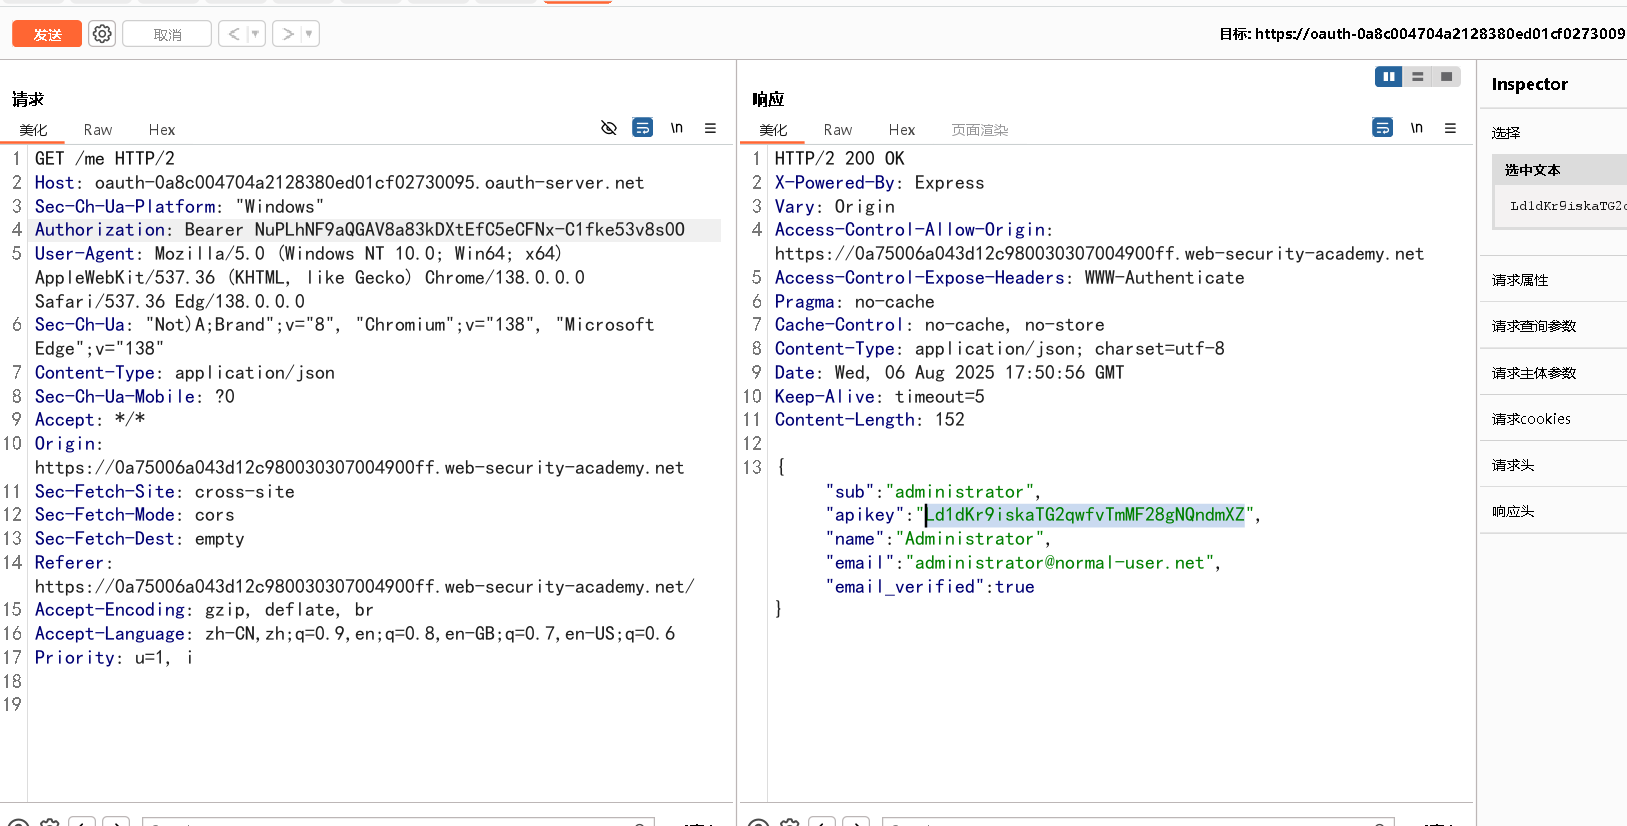 发送
取消
< ▼
> ▼
目标: https://oauth-0a8c004704a2128380ed01cf0273009
请求
美化 Raw Hex
\n
1 GET /me HTTP/2
2 Host: oauth-0a8c004704a2128380ed01cf02730095.oauth-server.net
3 Sec-Ch-Ua-Platform: "Windows"
4 Authorization: Bearer NuPLhNF9aQGAV8a83kDXtEfC5eCFNx-C1fke53v8s00
5 User-Agent: Mozilla/5.0 (Windows NT 10.0; Win64; x64)
AppleWebKit/537.36 (KHTML, like Gecko) Chrome/138.0.0.0
Safari/537.36 Edg/138.0.0.0
6 Sec-Ch-Ua: "Not)A;Brand";v="8", "Chromium";v="138", "Microsoft
Edge";v="138"
7 Content-Type: application/json
8 Sec-Ch-Ua-Mobile: ?0
9 Accept: */*
10 Origin:
https://0a75006a043d12c980030307004900ff.web-security-academy.net
11 Sec-Fetch-Site: cross-site
12 Sec-Fetch-Mode: cors
13 Sec-Fetch-Dest: empty
14 Referer:
https://0a75006a043d12c980030307004900ff.web-security-academy.net/
15 Accept-Encoding: gzip, deflate, br
16 Accept-Language: zh-CN,zh;q=0.9,en;q=0.8,en-GB;q=0.7,en-US;q=0.6
17 Priority: u=1, i
18
19
响应
美化 Raw Hex 页面渲染
\n
1 HTTP/2 200 OK
2 X-Powered-By: Express
3 Vary: Origin
4 Access-Control-Allow-Origin:
https://0a75006a043d12c980030307004900ff.web-security-academy.net
5 Access-Control-Expose-Headers: WWW-Authenticate
6 Pragma: no-cache
7 Cache-Control: no-cache, no-store
8 Content-Type: application/json; charset=utf-8
9 Date: Wed, 06 Aug 2025 17:50:56 GMT
10 Keep-Alive: timeout=5
11 Content-Length: 152
12
13 {
"sub":"administrator",
"apikey":"Ld1dKr9iskaTG2qwfvTmMF28gNQndmXZ",
"name":"Administrator",
"email":"administrator@normal-user.net",
"email_verified":true
}
Inspector
选择
选中文本
Ld1dKr9iskaTG2
请求属性
请求查询参数
请求主体参数
请求cookies
请求头
响应头